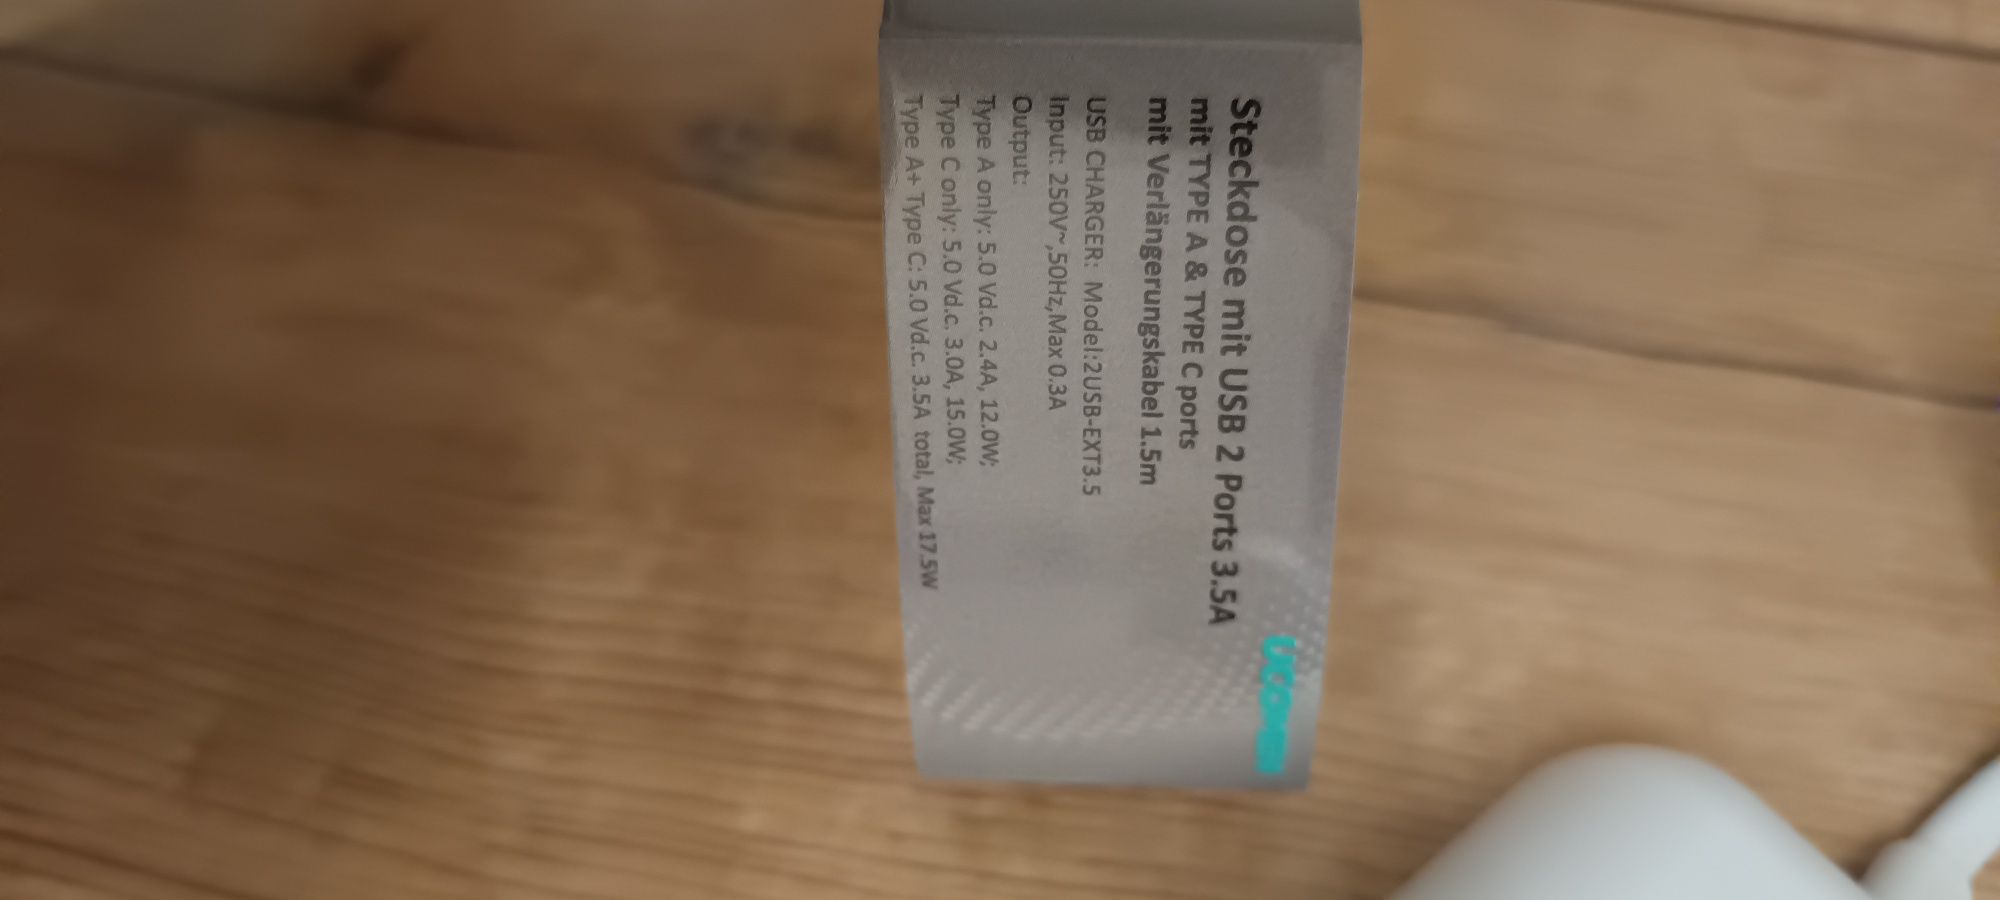 UCOMEN
Steckdose mit USB 2 Ports 3.5A
mit TYPE A & TYPE C ports
mit Verlängerungskabel 1.5m
USB CHARGER: Model:2USB-EXT3.5
Input: 250V~,50Hz,Max 0.3A
Output:
Type A only: 5.0 Vd.c. 2.4A, 12.0W;
Type C only: 5.0 Vd.c. 3.0A, 15.0W;
Type A+ Type C: 5.0 Vd.c. 3.5A total, Max 17.5W